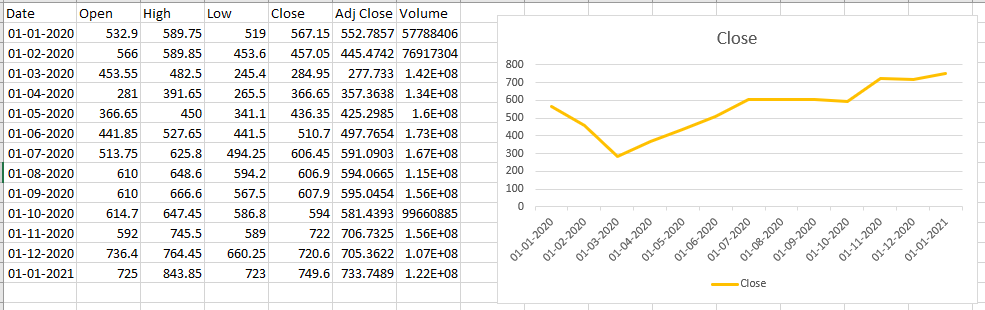 Date Open High Low Close Adj Close Volume
01-01-2020 532.9 589.75 519 567.15 552.7857 57788406
01-02-2020 566 589.85 453.6 457.05 445.4742 76917304
01-03-2020 453.55 482.5 245.4 284.95 277.733 1.42E+08
01-04-2020 281 391.65 265.5 366.65 357.3638 1.34E+08
01-05-2020 366.65 450 341.1 436.35 425.2985 1.6E+08
01-06-2020 441.85 527.65 441.5 510.7 497.7654 1.73E+08
01-07-2020 513.75 625.8 494.25 606.45 591.0903 1.67E+08
01-08-2020 610 648.6 594.2 606.9 594.0665 1.15E+08
01-09-2020 610 666.6 567.5 607.9 595.0454 1.56E+08
01-10-2020 614.7 647.45 586.8 594 581.4393 99660885
01-11-2020 592 745.5 589 722 706.7325 1.56E+08
01-12-2020 736.4 764.45 660.25 720.6 705.3622 1.07E+08
01-01-2021 725 843.85 723 749.6 733.7489 1.22E+08
Close
800
700
600
500
400
300
200
100
0
01-01-2020 01-02-2020 01-03-2020 01-04-2020 01-05-2020 01-06-2020 01-07-2020 01-08-2020 01-09-2020 01-10-2020 01-11-2020 01-12-2020 01-01-2021
Close